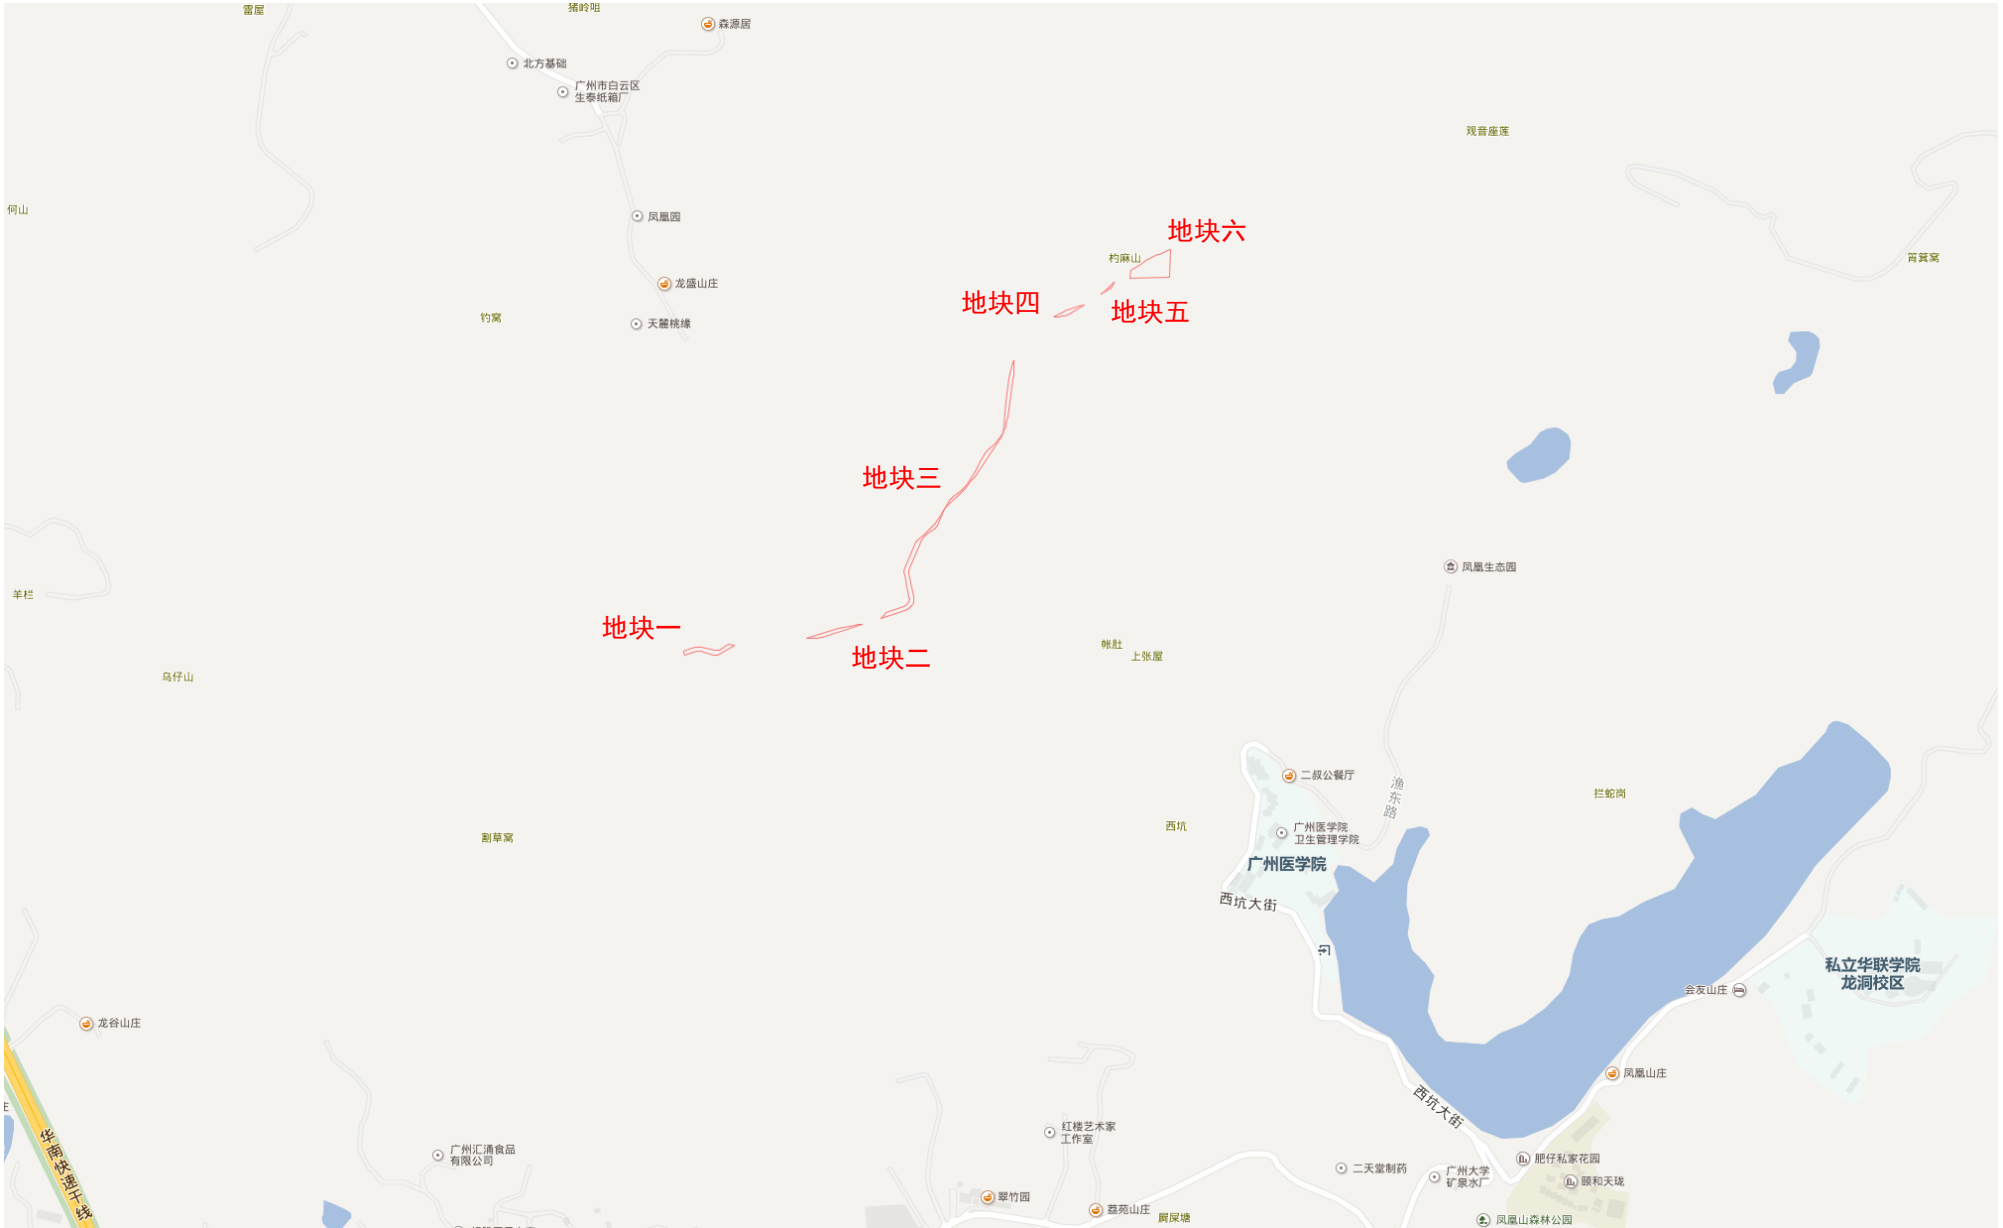 雷屋
猪岭咀
森源居
北方基础
广州市白云区
生泰纸箱厂
观音座莲
何山
凤凰园
地块六
杓麻山
筲箕窝
龙盛山庄
地块四
地块五
钓窝
天麓桃缘
地块三
凤凰生态园
羊栏
地块一
帐肚
上张屋
地块二
乌仔山
二叔公餐厅
渔东路
拦蛇岗
西坑
广州医学院
卫生管理学院
割草窝
广州医学院
西坑大街
私立华联学院
龙洞校区
会友山庄
龙谷山庄
凤凰山庄
西坑大街
庄
华南快速干线
红楼艺术家
工作室
广州汇涌食品
有限公司
肥仔私家花园
二天堂制药
广州大学
矿泉水厂
颐和天珑
翠竹园
荔苑山庄
屙屎塘
凤凰山森林公园